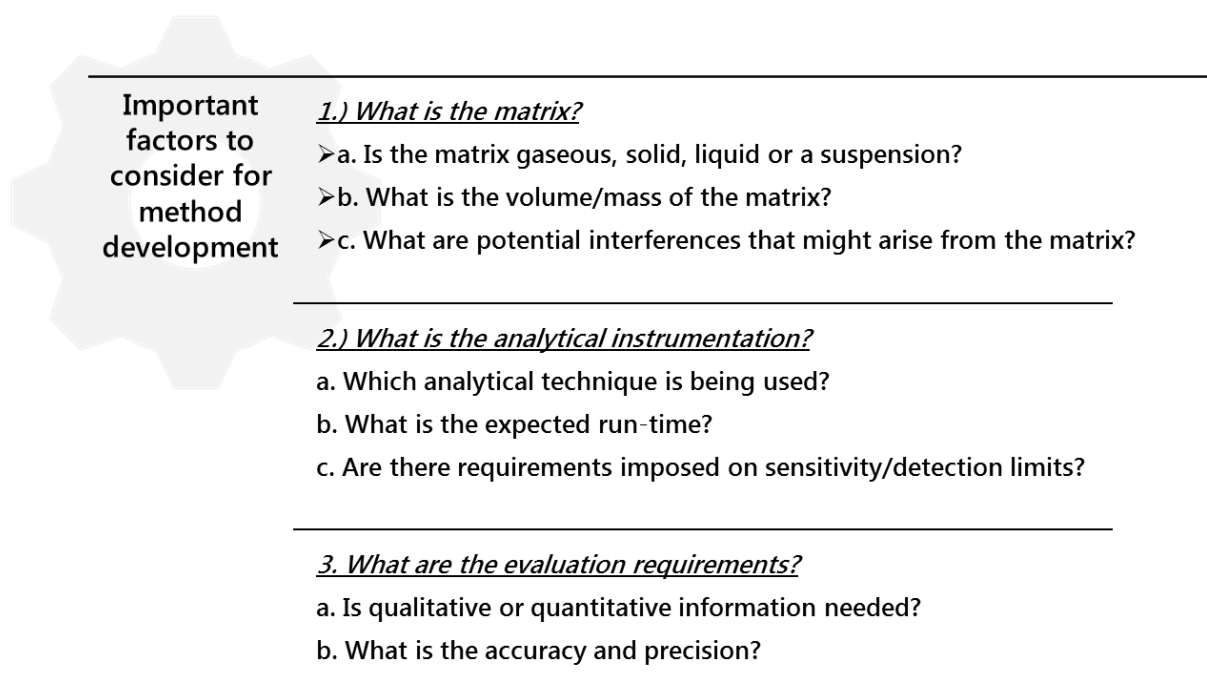 Important
factors to
consider for
method
development
1.) What is the matrix?
➢a. Is the matrix gaseous, solid, liquid or a suspension?
➢b. What is the volume/mass of the matrix?
➢c. What are potential interferences that might arise from the matrix?
2.) What is the analytical instrumentation?
a. Which analytical technique is being used?
b. What is the expected run-time?
c. Are there requirements imposed on sensitivity/detection limits?
3. What are the evaluation requirements?
a. Is qualitative or quantitative information needed?
b. What is the accuracy and precision?